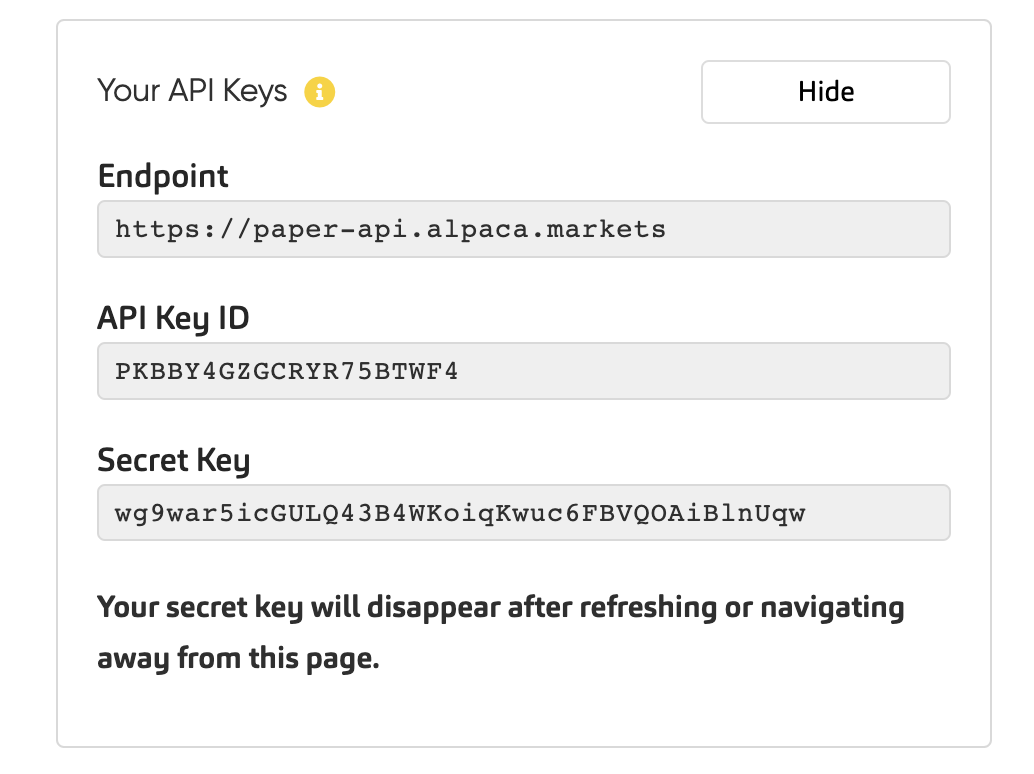 Your API Keys
Hide
Endpoint
https://paper-api.alpaca.markets
API Key ID
PKBBY4GZGCRYR75BTWF4
Secret Key
wg9war5icGULQ43B4WKoiqKwuc6FBVQOAiBlnUqw
Your secret key will disappear after refreshing or navigating
away from this page.